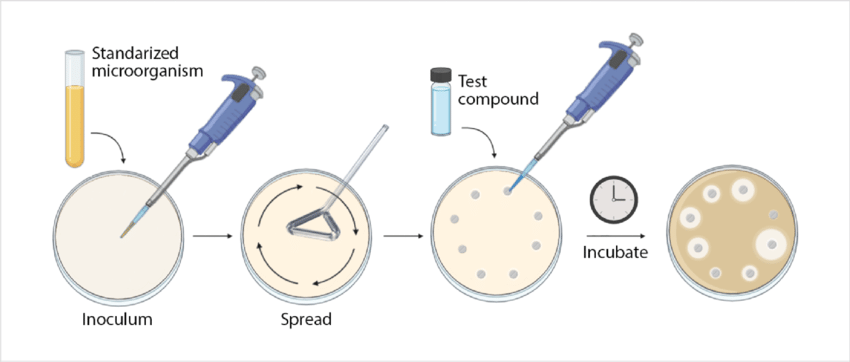 Standarized
microorganism
Test
compound
Incubate
Inoculum
Spread